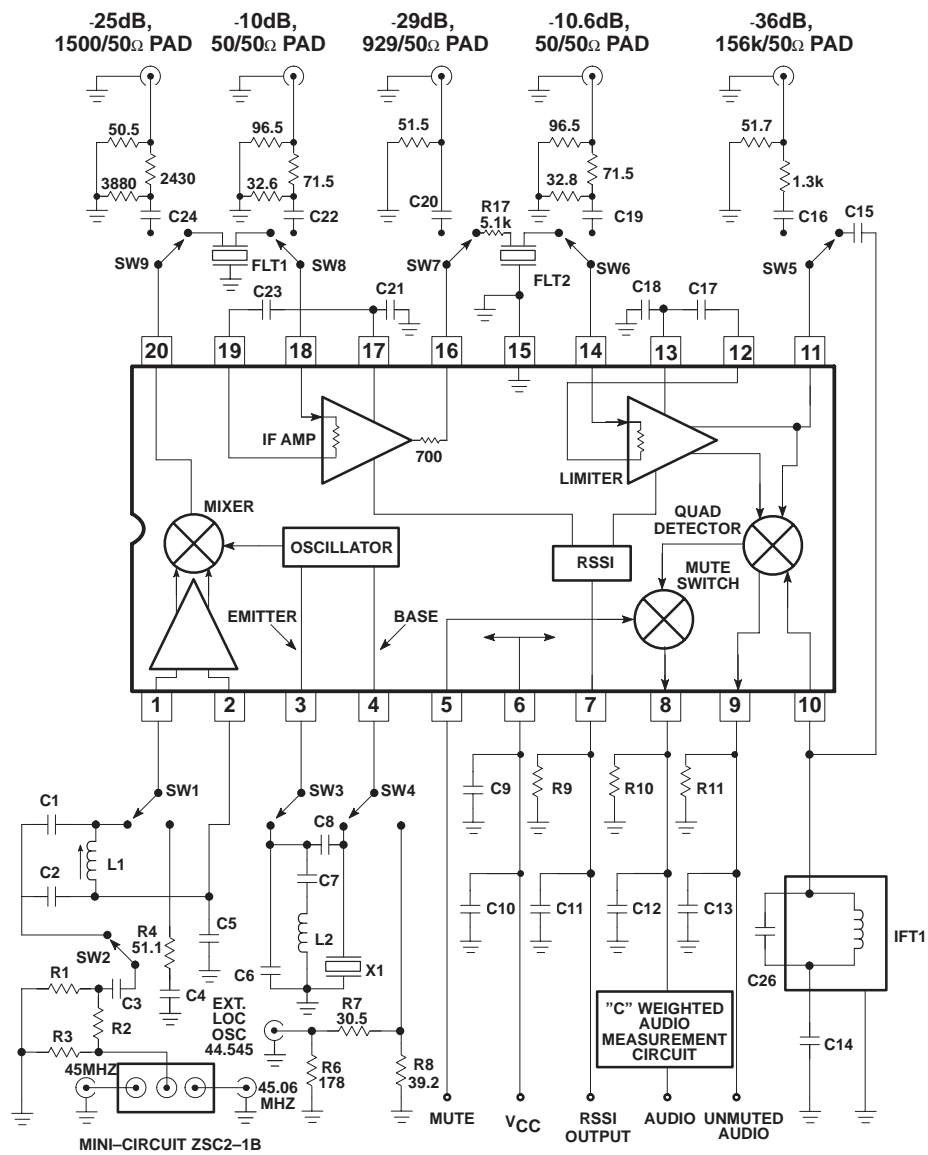 -25dB, -10dB, -29dB, -10.6dB, -36dB,
1500/50Ω PAD 50/50Ω PAD 929/50Ω PAD 50/50Ω PAD 156k/50Ω PAD
50.5 96.5 51.5 96.5 51.7
2430 71.5 71.5 1.3k
3880 32.6 32.8
C24 C22 C20 R17 C19 C16 C15
5.1k
SW9 FLT1 SW8 SW7 FLT2 SW6 SW5
C23 C21 C18 C17
20 19 18 17 16 15 14 13 12 11
IF AMP
700
LIMITER
MIXER
OSCILLATOR
RSSI
QUAD
DETECTOR
MUTE
SWITCH
EMITTER
BASE
1 2 3 4 5 6 7 8 9 10
SW1 SW3 SW4
C1 C8 C9 R9 R10 R11
L1 C7
C2
C5 C10 C11 C12 C13
R4
51.1
L2
SW2
C6 X1
IFT1
C26
R1 C3 C4
R2
R3
EXT.
LOC
OSC
44.545
R7
30.5
R6
178
R8
39.2
"C" WEIGHTED
AUDIO
MEASUREMENT
CIRCUIT
C14
45MHZ
45.06
MHZ
MUTE VCC RSSI
OUTPUT
AUDIO UNMUTED
AUDIO
MINI–CIRCUIT ZSC2–1B